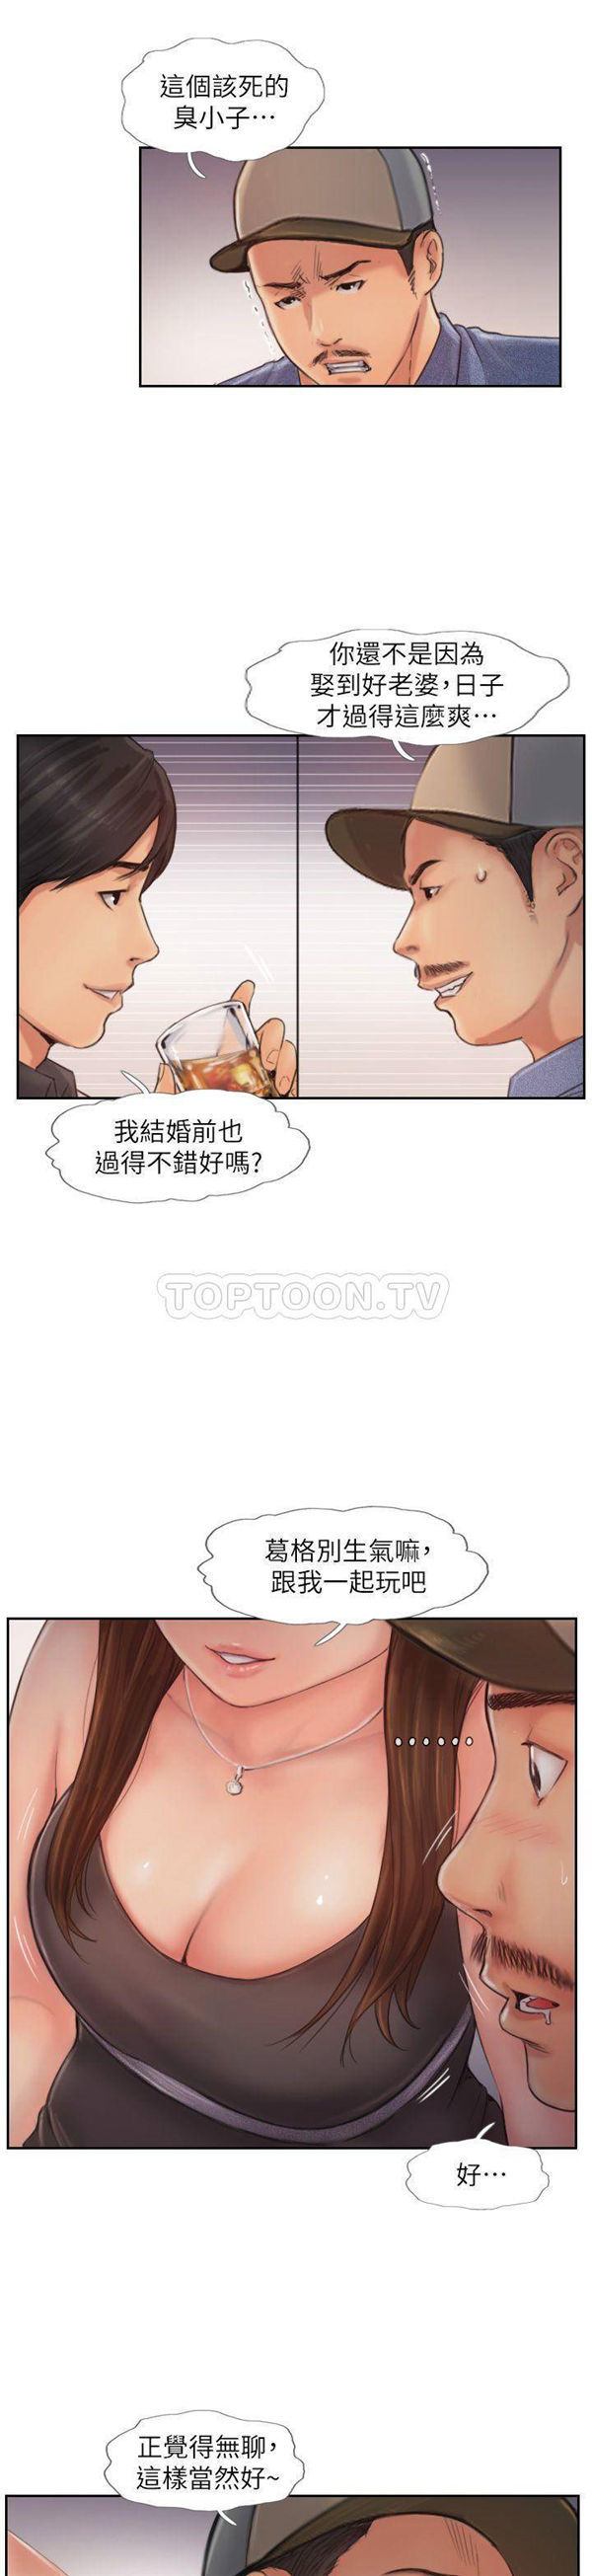 這個該死的
臭小子⋯
你還不是因為
娶到好老婆，日子
才過得這麼爽⋯
我結婚前也
過得不錯好嗎？
TOPTOON.TV
葛格別生氣嘛，
跟我一起玩吧
⋯⋯
好⋯
正覺得無聊，
這樣當然好~